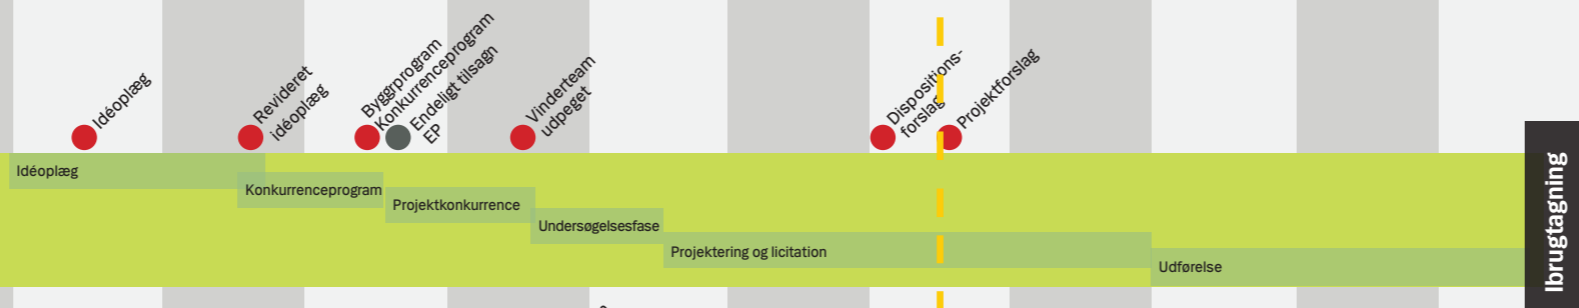 Idéoplæg
Revideret
idéoplæg
Byggrprogram
Konkurrenceprogram
Endeligt tilsagn
EP
Vinderteam
udpeget
Dispositions-
forslag
Projektforslag
Idéoplæg
Konkurrenceprogram
Projektkonkurrence
Undersøgelsesfase
Projektering og licitation
Udførelse
Ibrugtagning